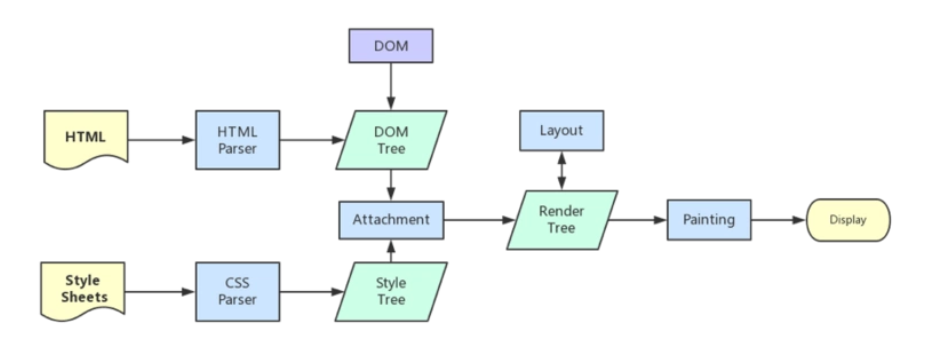 DOM
HTML
HTML
Parser
DOM
Tree
Layout
Attachment
Render
Tree
Painting
Display
Style
Sheets
CSS
Parser
Style
Tree